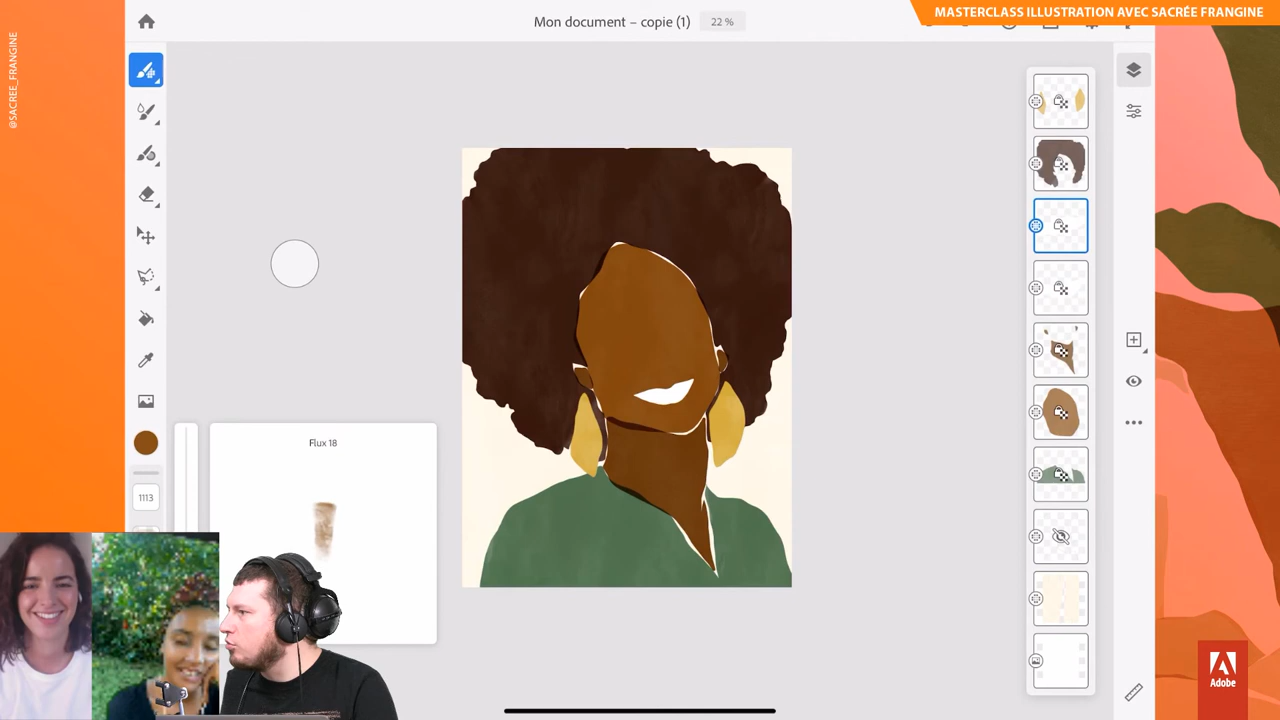 MASTERCLASS ILLUSTRATION AVEC SACRÉE FRANGINE
@SACREE_FRANGINE
Mon document – copie (1)
22 %
Flux 18
1113
Adobe